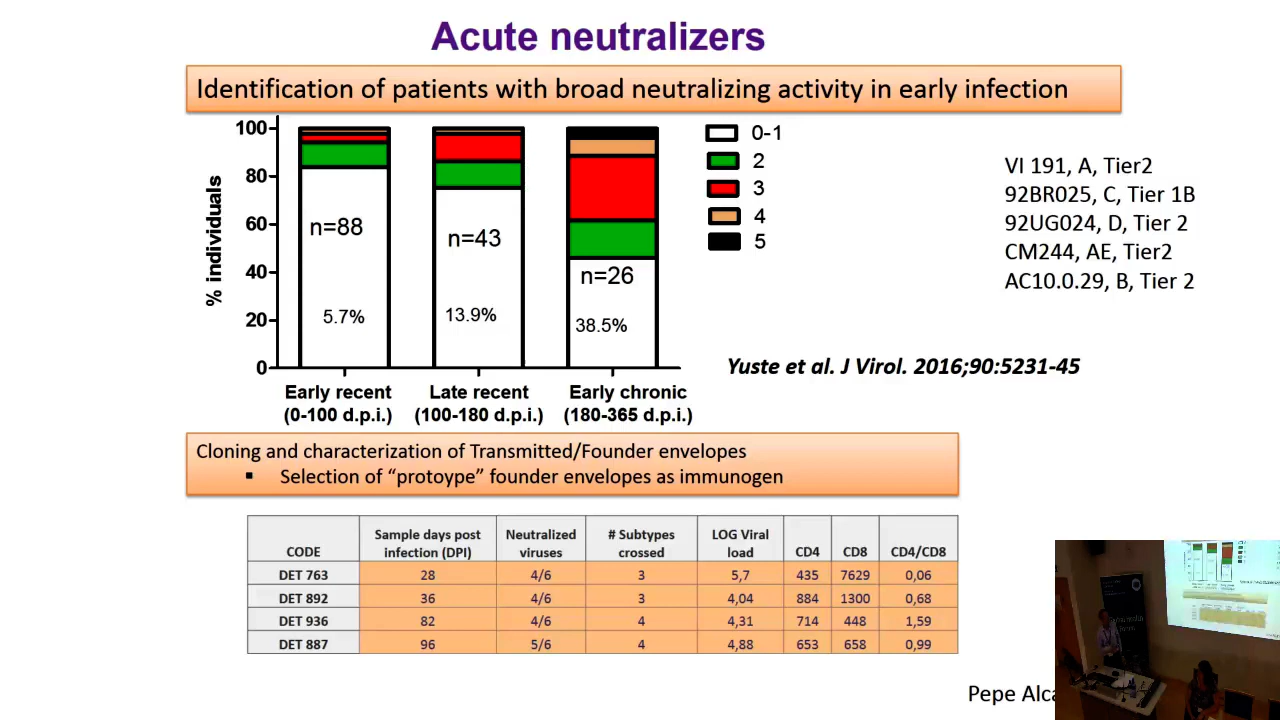 Acute neutralizers
Identification of patients with broad neutralizing activity in early infection
% individuals
100
80
60
40
20
0
n=88
5.7%
n=43
13.9%
n=26
38.5%
Early recent
(0-100 d.p.i.)
Late recent
(100-180 d.p.i.)
Early chronic
(180-365 d.p.i.)
0-1
2
3
4
5
VI 191, A, Tier2
92BR025, C, Tier 1B
92UG024, D, Tier 2
CM244, AE, Tier2
AC10.0.29, B, Tier 2
Yuste et al. J Virol. 2016;90:5231-45
Cloning and characterization of Transmitted/Founder envelopes
▪ Selection of “protoype” founder envelopes as immunogen
CODE Sample days post infection (DPI) Neutralized viruses # Subtypes crossed LOG Viral load CD4 CD8 CD4/CD8
DET 763 28 4/6 3 5,7 435 7629 0,06
DET 892 36 4/6 3 4,04 884 1300 0,68
DET 936 82 4/6 4 4,31 714 448 1,59
DET 887 96 5/6 4 4,88 653 658 0,99
Pepe